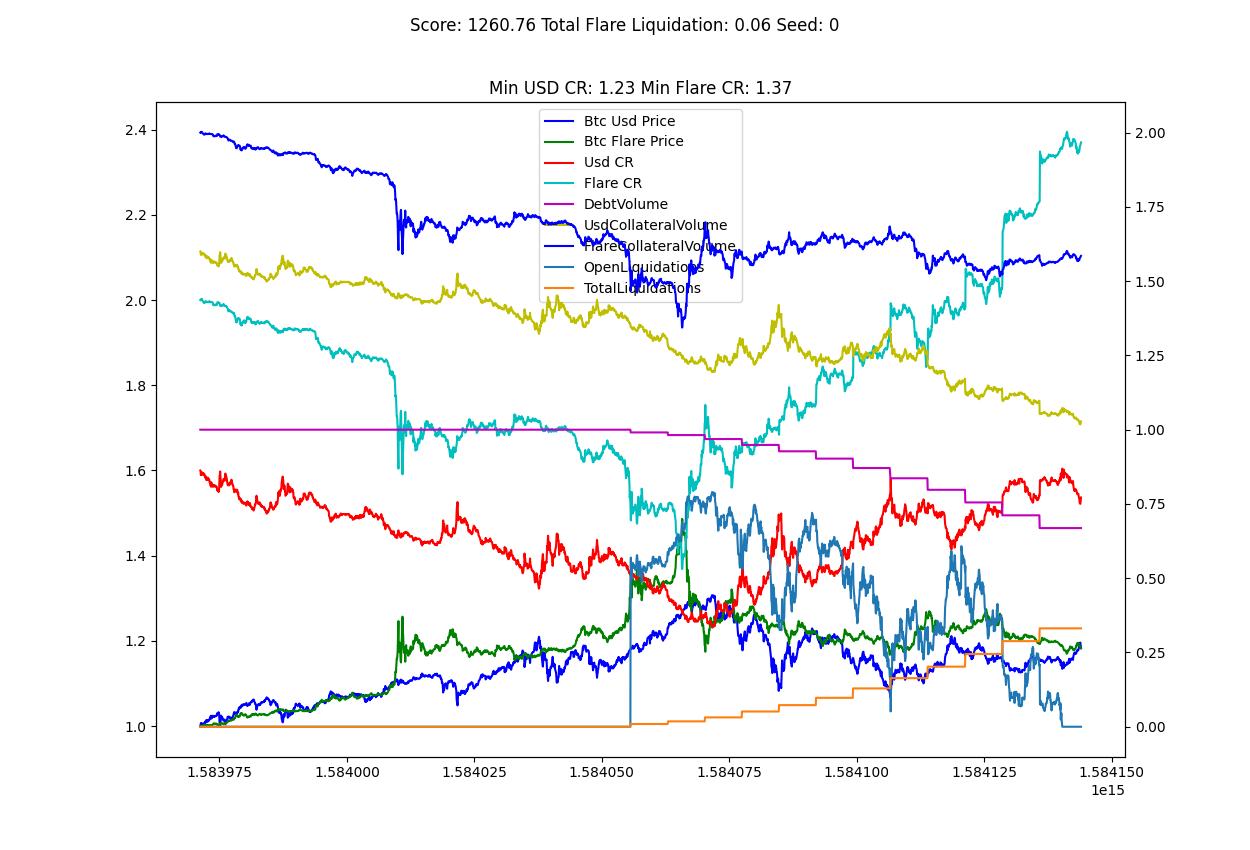 Score: 1260.76 Total Flare Liquidation: 0.06 Seed: 0
Min USD CR: 1.23 Min Flare CR: 1.37
Btc Usd Price
Btc Flare Price
Usd CR
Flare CR
DebtVolume
UsdCollateralVolume
FlareCollateralVolume
OpenLiquidations
TotalLiquidations
2.4
2.2
2.0
1.8
1.6
1.4
1.2
1.0
2.00
1.75
1.50
1.25
1.00
0.75
0.50
0.25
0.00
1.583975 1.584000 1.584025 1.584050 1.584075 1.584100 1.584125 1.584150
1e15